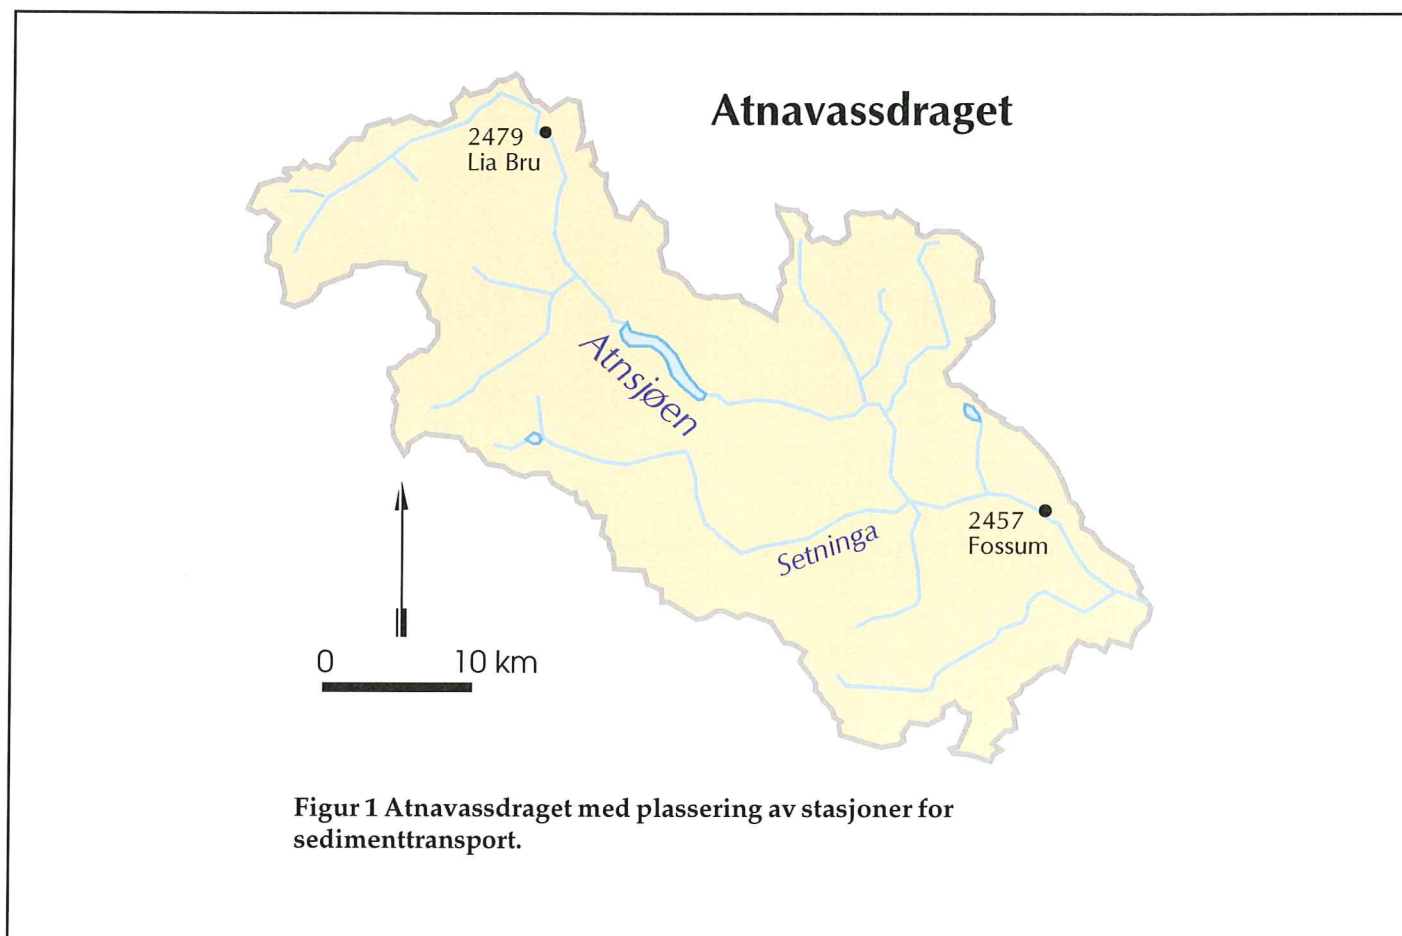 Atnavassdraget
2479
Lia Bru
Atnsjøen
2457
Fossum
Setninga
0 10 km
Figur 1 Atnavassdraget med plassering av stasjoner for
sedimenttransport.